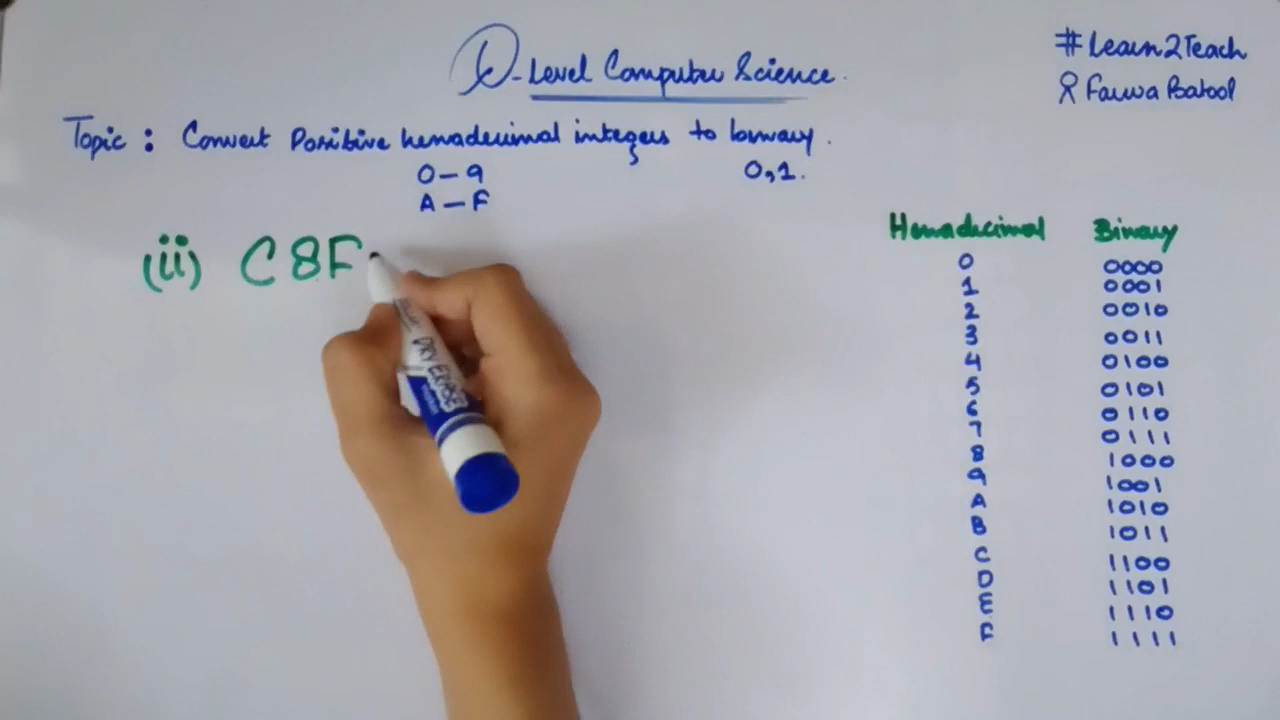 O-Level Computer Science.
#Learn2Teach
Farwa Batool
Topic: Convert Positive hexadecimal integers to binary.
0-9 0,1.
A-F
(ii) C8F
Hexadecimal Binary
0 0000
1 0001
2 0010
3 0011
4 0100
5 0101
6 0110
7 0111
8 1000
9 1001
A 1010
B 1011
C 1100
D 1101
E 1110
F 1111
DRY ERASE